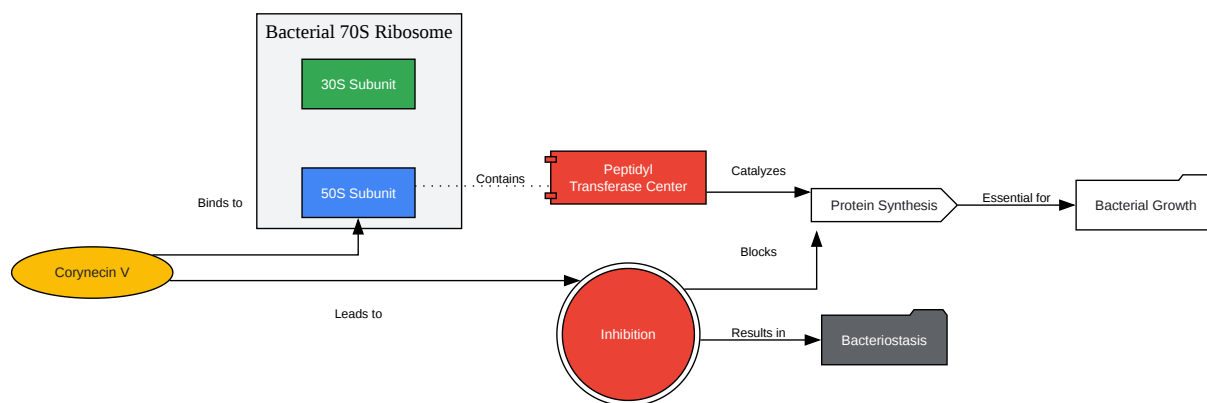 Bacterial 70S Ribosome
30S Subunit
50S Subunit
Contains
Peptidyl
Transferase Center
Catalyzes
Protein Synthesis
Essential for
Bacterial Growth
Binds to
Corynecin V
Leads to
Blocks
Inhibition
Results in
Bacteriostasis